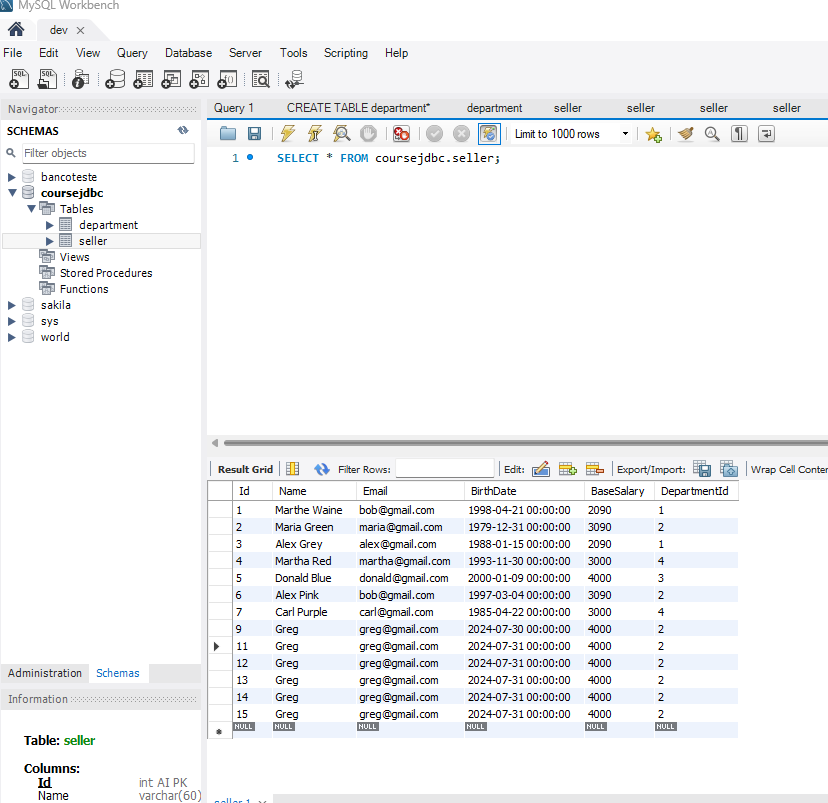 MySQL Workbench
dev
File Edit View Query Database Server Tools Scripting Help
Navigator
SCHEMAS
Filter objects
bancoteste
coursejdbc
Tables
department
seller
Views
Stored Procedures
Functions
sakila
sys
world
Administration Schemas
Information
Table: seller
Columns:
Id int AI PK
Name varchar(60)
Query 1 CREATE TABLE department* department seller seller seller seller
Limit to 1000 rows
1 SELECT * FROM coursejdbc.seller;
Result Grid Filter Rows: Edit: Export/Import: Wrap Cell Conten
Id Name Email BirthDate BaseSalary DepartmentId
1 Marthe Waine bob@gmail.com 1998-04-21 00:00:00 2090 1
2 Maria Green maria@gmail.com 1979-12-31 00:00:00 3090 2
3 Alex Grey alex@gmail.com 1988-01-15 00:00:00 2090 1
4 Martha Red martha@gmail.com 1993-11-30 00:00:00 3000 4
5 Donald Blue donald@gmail.com 2000-01-09 00:00:00 4000 3
6 Alex Pink bob@gmail.com 1997-03-04 00:00:00 3090 2
7 Carl Purple carl@gmail.com 1985-04-22 00:00:00 3000 4
9 Greg greg@gmail.com 2024-07-30 00:00:00 4000 2
11 Greg greg@gmail.com 2024-07-31 00:00:00 4000 2
12 Greg greg@gmail.com 2024-07-31 00:00:00 4000 2
13 Greg greg@gmail.com 2024-07-31 00:00:00 4000 2
14 Greg greg@gmail.com 2024-07-31 00:00:00 4000 2
15 Greg greg@gmail.com 2024-07-31 00:00:00 4000 2
NULL NULL NULL NULL NULL NULL
seller 1